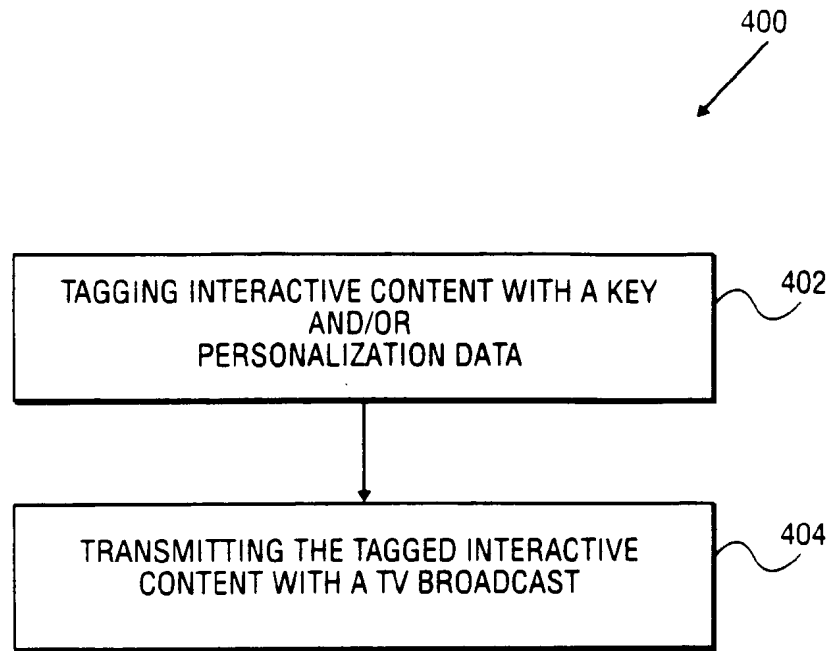 400
TAGGING INTERACTIVE CONTENT WITH A KEY
AND/OR
PERSONALIZATION DATA
402
TRANSMITTING THE TAGGED INTERACTIVE
CONTENT WITH A TV BROADCAST
404